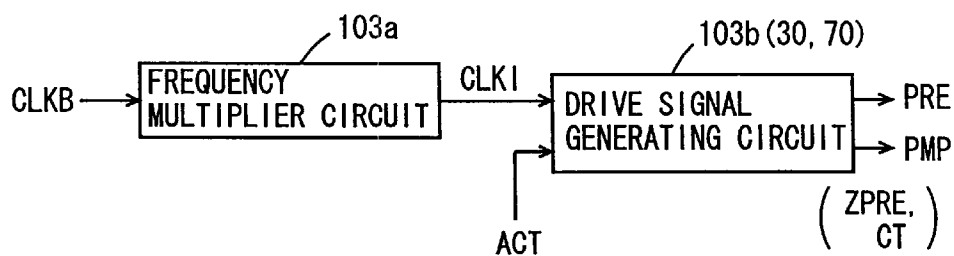 103a
103b(30, 70)
CLKB
FREQUENCY
MULTIPLIER CIRCUIT
CLKI
DRIVE SIGNAL
GENERATING CIRCUIT
PRE
PMP
ACT
(ZPRE,
CT)